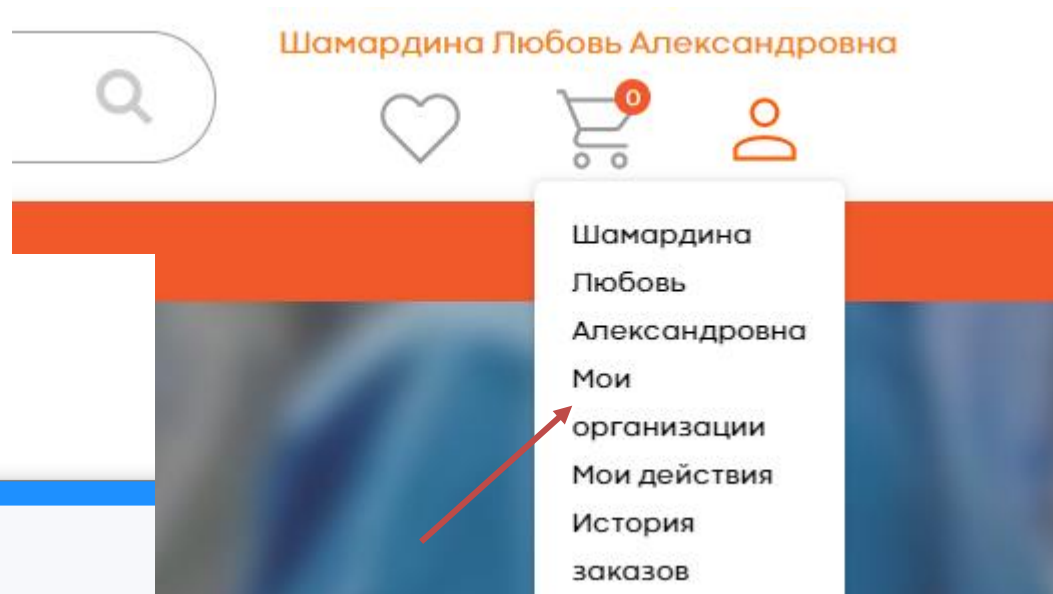 Шамардина Любовь Александровна
0
Шамардина
Любовь
Александровна
Мои
организации
Мои действия
История
заказов